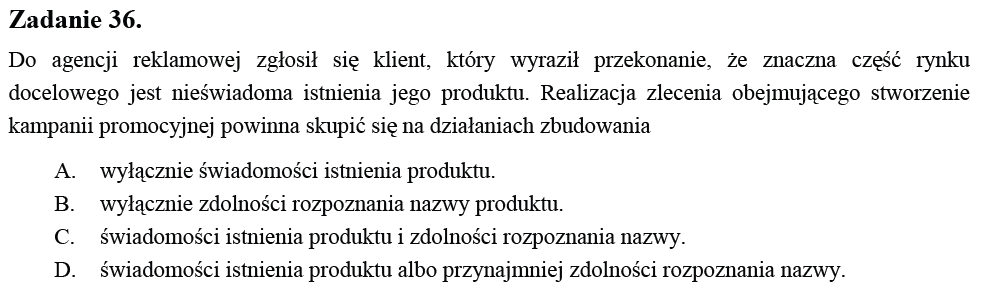 Zadanie 36.
Do agencji reklamowej zgłosił się klient, który wyraził przekonanie, że znaczna część rynku
docelowego jest nieświadoma istnienia jego produktu. Realizacja zlecenia obejmującego stworzenie
kampanii promocyjnej powinna skupić się na działaniach zbudowania
A. wyłącznie świadomości istnienia produktu.
B. wyłącznie zdolności rozpoznania nazwy produktu.
C. świadomości istnienia produktu i zdolności rozpoznania nazwy.
D. świadomości istnienia produktu albo przynajmniej zdolności rozpoznania nazwy.